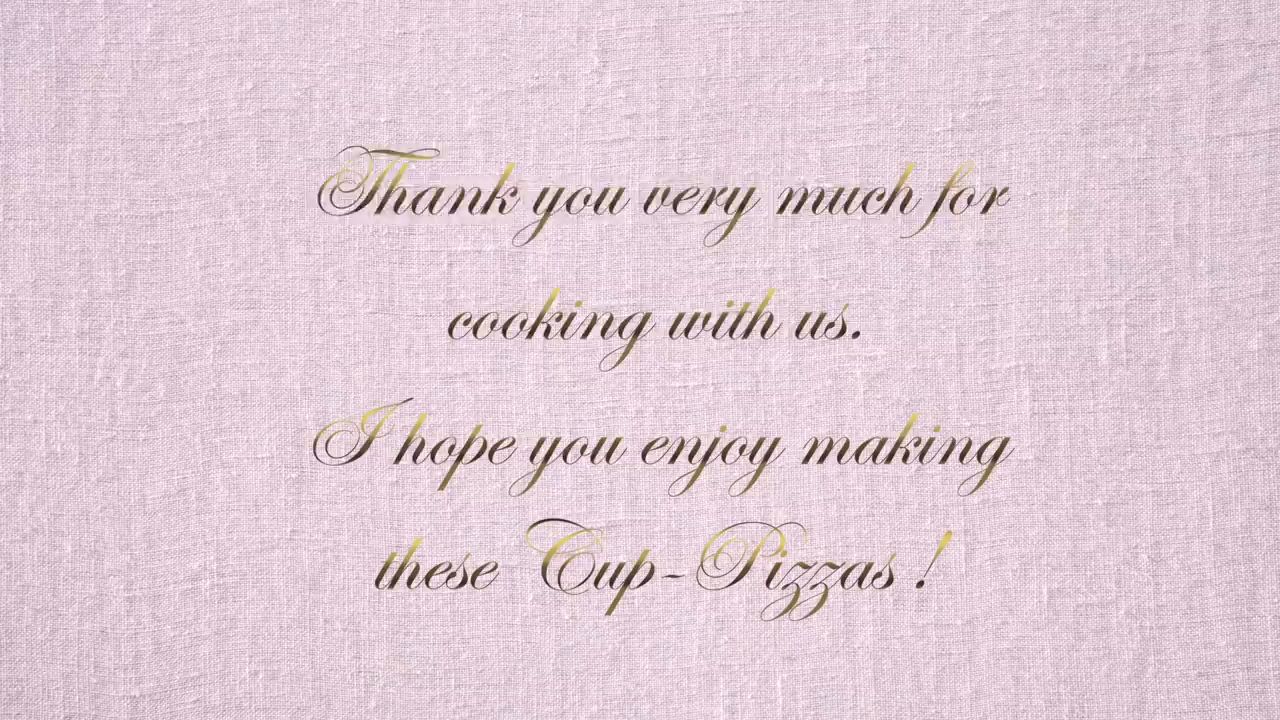 Thank you very much for
cooking with us.
I hope you enjoy making
these Cup-Pizzas !